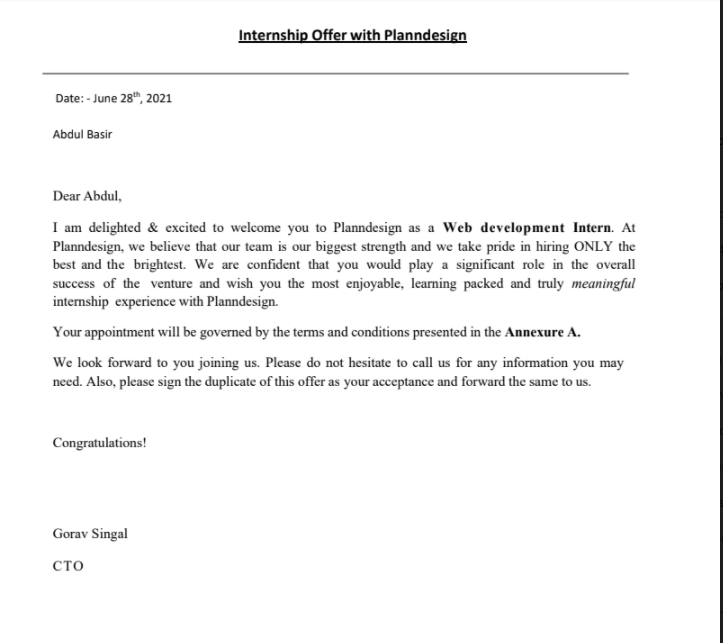 Internship Offer with Planndesign
Date: - June 28th, 2021
Abdul Basir
Dear Abdul,
I am delighted & excited to welcome you to Planndesign as a Web development Intern. At
Planndesign, we believe that our team is our biggest strength and we take pride in hiring ONLY the
best and the brightest. We are confident that you would play a significant role in the overall
success of the venture and wish you the most enjoyable, learning packed and truly meaningful
internship experience with Planndesign.
Your appointment will be governed by the terms and conditions presented in the Annexure A.
We look forward to you joining us. Please do not hesitate to call us for any information you may
need. Also, please sign the duplicate of this offer as your acceptance and forward the same to us.
Congratulations!
Gorav Singal
CTO